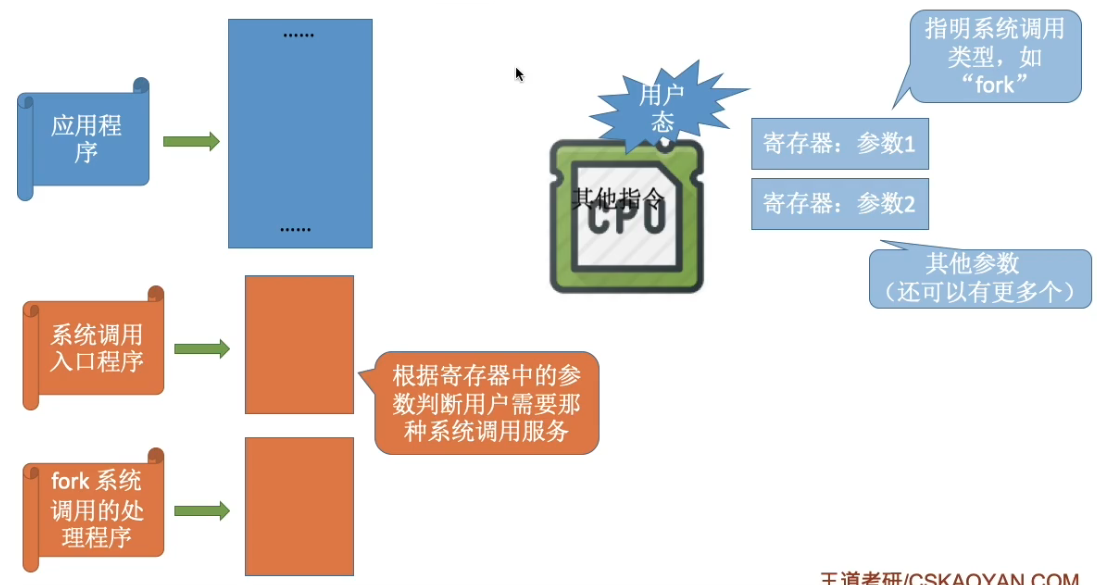 ......
应用程
序
......
用户
态
其他指令
CPU
指明系统调用
类型，如
“fork”
寄存器：参数1
寄存器：参数2
其他参数
（还可以有更多个）
系统调用
入口程序
根据寄存器中的参
数判断用户需要那
种系统调用服务
fork 系统
调用的处
理程序
王道考研/CSKAOYAN.COM